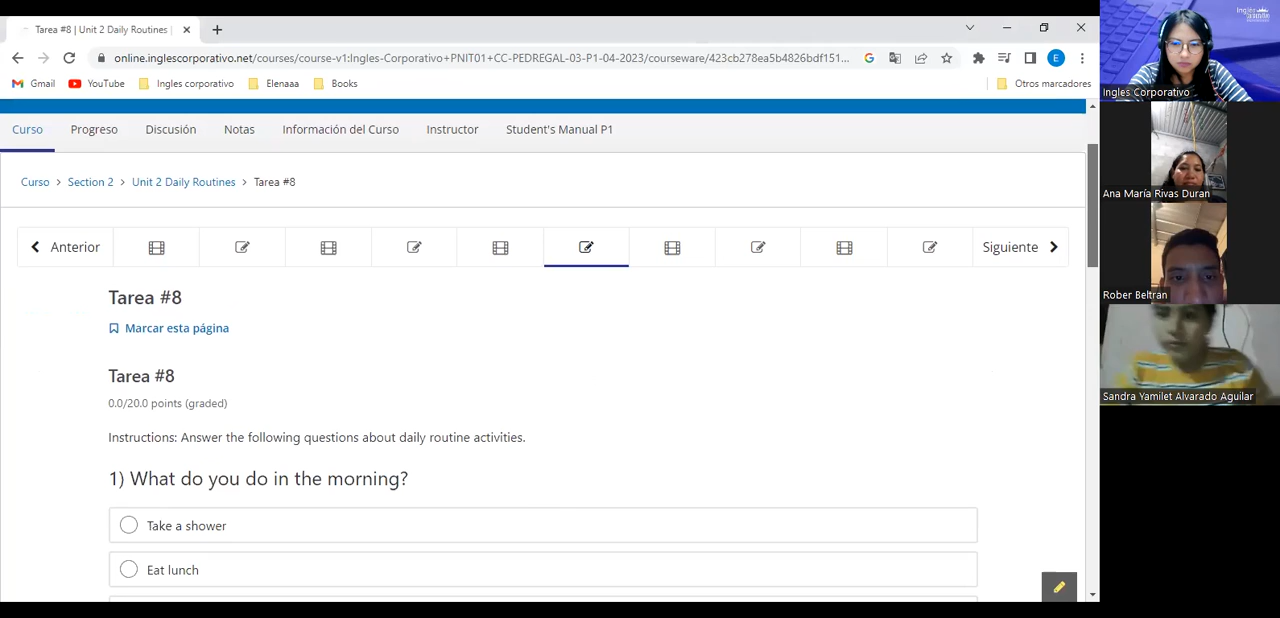 Tarea #8 | Unit 2 Daily Routines |
online.inglescorporativo.net/courses/course-v1:Ingles-Corporativo+PNIT01+CC-PEDREGAL-03-P1-04-2023/courseware/423cb278ea5b4826bdf151...
E
Gmail YouTube Ingles corporativo Elenaaa Books Otros marcadores
Curso Progreso Discusión Notas Información del Curso Instructor Student's Manual P1
Curso > Section 2 > Unit 2 Daily Routines > Tarea #8
Anterior Siguiente
Tarea #8
Marcar esta página
Tarea #8
0.0/20.0 points (graded)
Instructions: Answer the following questions about daily routine activities.
1) What do you do in the morning?
Take a shower
Eat lunch
Ingles Corporativo
Ana María Rivas Duran
Rober Beltran
Sandra Yamilet Alvarado Aguilar